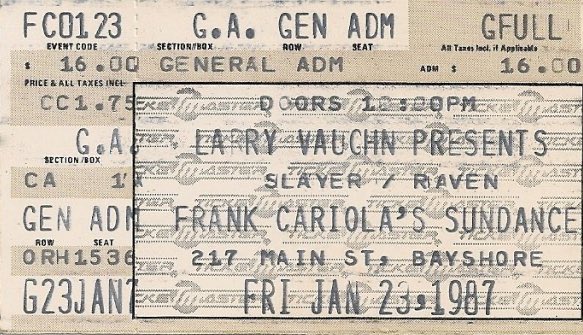 FC0123 G.A. GEN ADM GFULL
EVENT CODE SECTION/BOX ROW SEAT All Taxes Incl. if Applicable
$ 16.00 GENERAL ADM ADM $ 16.00
PRICE & ALL TAXES INCL
CC1.75 DOORS PM
G.A. LARRY VAUGHN PRESENTS
SECTION/BOX
CA SLAYER / RAVEN
GEN ADM FRANK CARIOLA'S SUNDANCE
ROW SEAT
ORH1536 217 MAIN ST, BAYSHORE
G23JAN FRI JAN 23,1987
TICKETMASTER